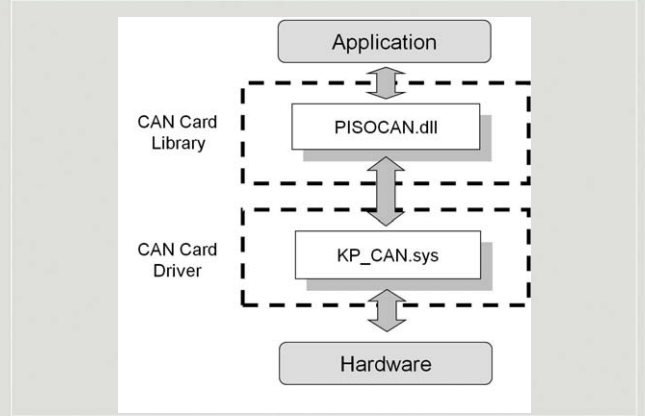 Application
CAN Card
Library
PISOCAN.dll
CAN Card
Driver
KP_CAN.sys
Hardware